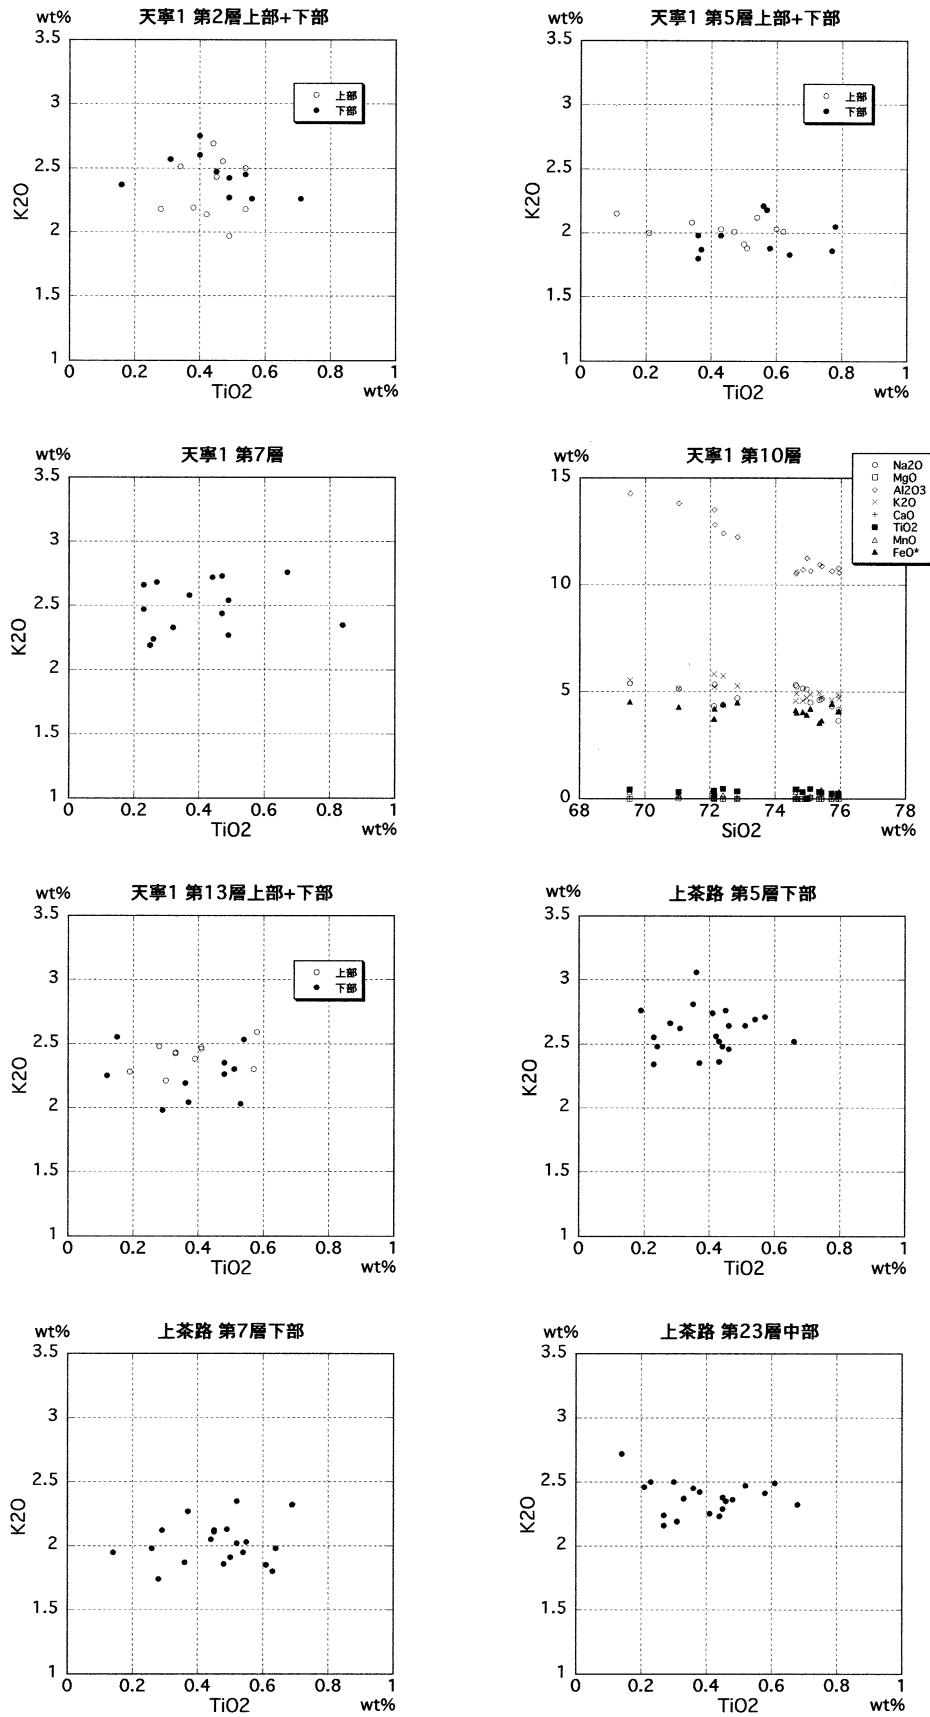 天寧1 第2層上部+下部
wt%
3.5
3
2.5
2
1.5
1
K2O
上部
下部
0 0.2 0.4 0.6 0.8 1
TiO2 wt%
天寧1 第5層上部+下部
wt%
3.5
3
2.5
2
1.5
1
K2O
上部
下部
0 0.2 0.4 0.6 0.8 1
TiO2 wt%
天寧1 第7層
wt%
3.5
3
2.5
2
1.5
1
K2O
0 0.2 0.4 0.6 0.8 1
TiO2 wt%
天寧1 第10層
wt%
15
10
5
0
Na2O
MgO
Al2O3
K2O
CaO
TiO2
MnO
FeO*
68 70 72 74 76 78
SiO2 wt%
天寧1 第13層上部+下部
wt%
3.5
3
2.5
2
1.5
1
K2O
上部
下部
0 0.2 0.4 0.6 0.8 1
TiO2 wt%
上茶路 第5層下部
wt%
3.5
3
2.5
2
1.5
1
K2O
0 0.2 0.4 0.6 0.8 1
TiO2 wt%
上茶路 第7層下部
wt%
3.5
3
2.5
2
1.5
1
K2O
0 0.2 0.4 0.6 0.8 1
TiO2 wt%
上茶路 第23層中部
wt%
3.5
3
2.5
2
1.5
1
K2O
0 0.2 0.4 0.6 0.8 1
TiO2 wt%